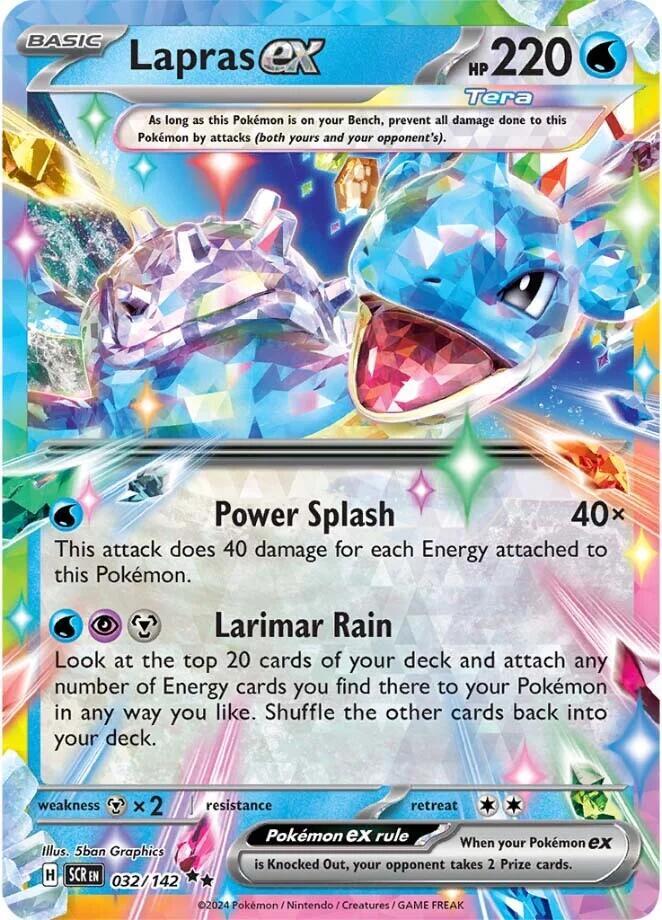 BASIC
Lapras ex
HP 220
Tera
As long as this Pokémon is on your Bench, prevent all damage done to this
Pokémon by attacks (both yours and your opponent's).
Power Splash 40×
This attack does 40 damage for each Energy attached to
this Pokémon.
Larimar Rain
Look at the top 20 cards of your deck and attach any
number of Energy cards you find there to your Pokémon
in any way you like. Shuffle the other cards back into
your deck.
weakness ×2 resistance retreat
Illus. 5ban Graphics
Pokémon ex rule
When your Pokémon ex
is Knocked Out, your opponent takes 2 Prize cards.
H SCR EN 032/142 ★★
©2024 Pokémon / Nintendo / Creatures / GAME FREAK